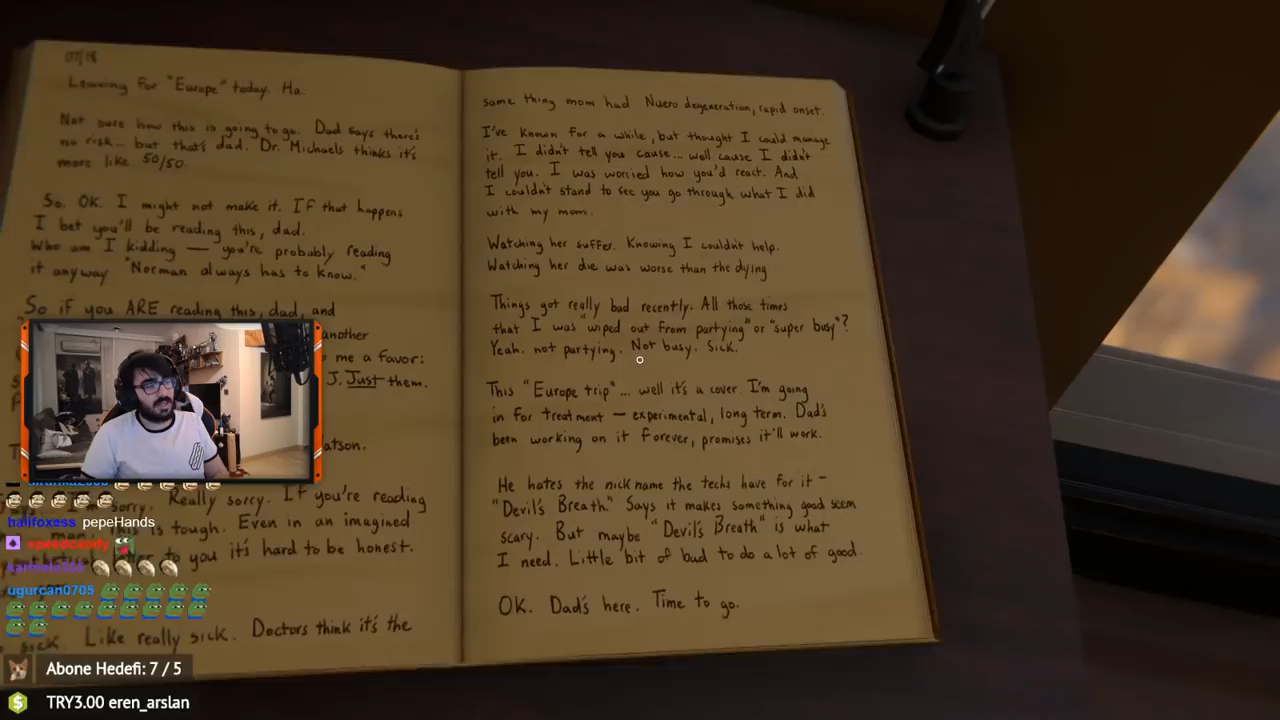 07/18
Leaving for "Europe" today. Ha.
Not sure how this is going to go. Dad says there's
no risk... but that's dad. Dr. Michaels thinks it's
more like 50/50.
So. OK. I might not make it. If that happens
I bet you'll be reading this, dad.
Who am I kidding — you're probably reading
it anyway. "Norman always has to know."
So if you ARE reading this, dad, and
another
me a favor:
J. Just them.
atson.
sorry. Really sorry. If you're reading
This is tough. Even in an imagined
to you it's hard to be honest.
sick. Like really sick. Doctors think it's the
some thing mom had Nuero degeneration, rapid onset.
I've known for a while, but thought I could manage
it. I didn't tell you cause... well cause I didn't
tell you. I was worried how you'd react. And
I couldn't stand to see you go through what I did
with my mom.
Watching her suffer. Knowing I couldn't help.
Watching her die was worse than the dying
Things got really bad recently. All those times
that I was "wiped out from partying" or "super busy"?
Yeah. not partying. Not busy. Sick.
This "Europe trip"... well it's a cover. I'm going
in for treatment — experimental, long term. Dad's
been working on it forever, promises it'll work.
He hates the nickname the techs have for it -
"Devil's Breath." Says it makes something good seem
scary. But maybe "Devil's Breath" is what
I need. Little bit of bad to do a lot of good.
OK. Dad's here. Time to go.
halifoxess pepeHands
speedcandy
ugurcan0705
Abone Hedefi: 7 / 5
TRY3.00 eren_arslan